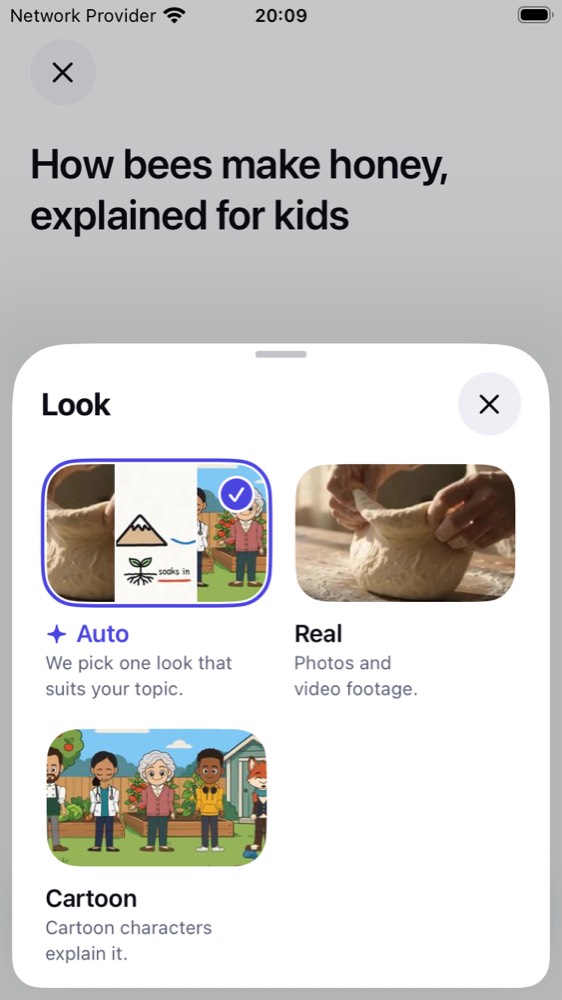 Network Provider 20:09
How bees make honey,
explained for kids
Look
soaks in
Auto
We pick one look that
suits your topic.
Real
Photos and
video footage.
Cartoon
Cartoon characters
explain it.